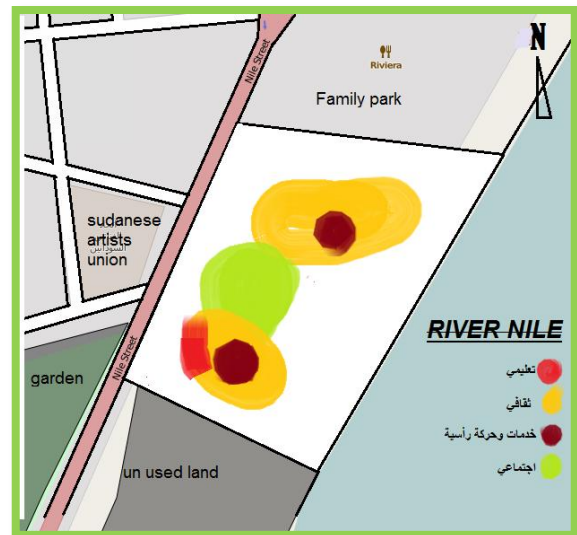 Nile Street
Riviera
N
Family park
sudanese
artists
union
السودانيين
Nile Street
garden
un used land
RIVER NILE
تعليمي
ثقافي
خدمات وحركة رأسية
اجتماعي